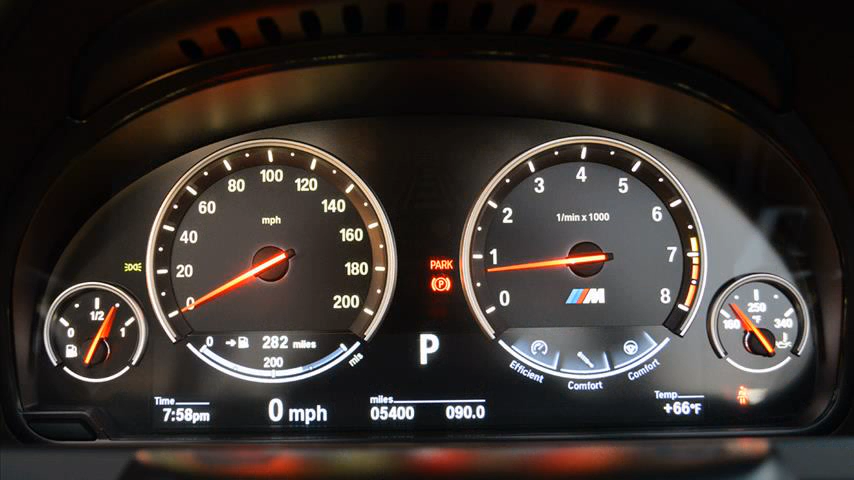 100
80
120
60
mph
140
40
160
20
180
0
200
0 282 miles
200
mls
4
5
3
6
1/min x 1000
2
7
1
8
0
M
PARK
P
0
1/2
1
250
°F
160
340
P
Efficient
Comfort
Comfort
Time
7:58pm
0 mph
miles
05400 090.0
Temp
+66°F